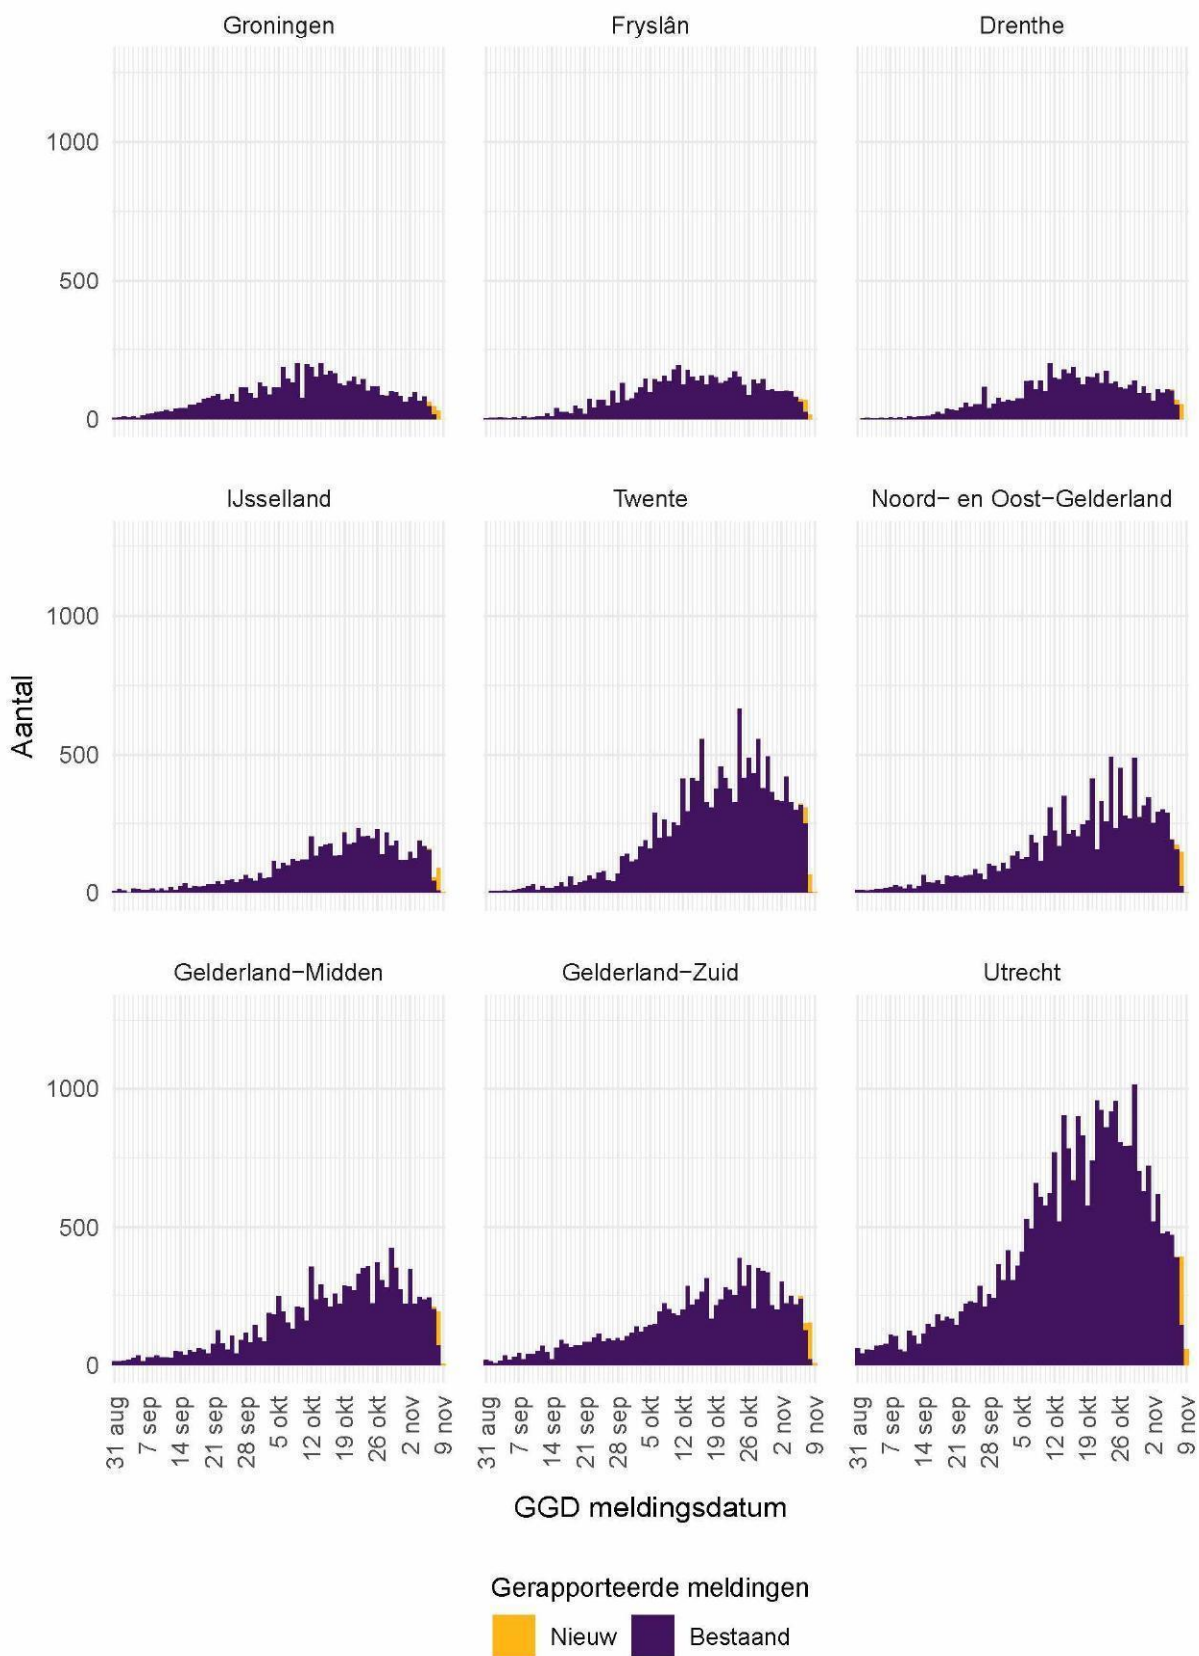 Groningen Fryslân Drenthe
1000
500
0
IJsselland Twente Noord− en Oost−Gelderland
1000
500
0
Aantal
Gelderland−Midden Gelderland−Zuid Utrecht
1000
500
0
31 aug 7 sep 14 sep 21 sep 28 sep 5 okt 12 okt 19 okt 26 okt 2 nov 9 nov 31 aug 7 sep 14 sep 21 sep 28 sep 5 okt 12 okt 19 okt 26 okt 2 nov 9 nov 31 aug 7 sep 14 sep 21 sep 28 sep 5 okt 12 okt 19 okt 26 okt 2 nov 9 nov
GGD meldingsdatum
Gerapporteerde meldingen
Nieuw Bestaand